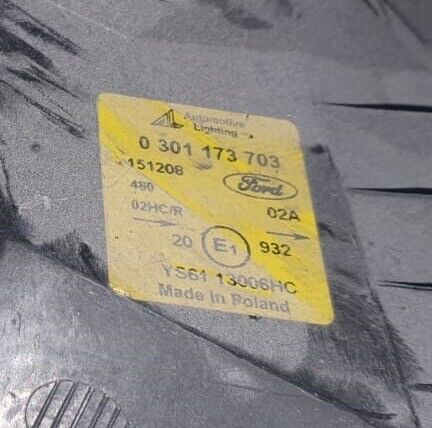 Automotive
Lighting
0 301 173 703
151208
Ford
480
02HC/R 02A
20 E1 932
YS61 13006HC
Made in Poland